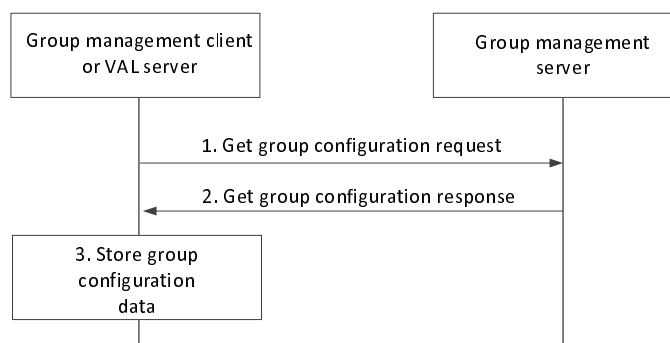 Group management client
or VAL server
Group management
server
1. Get group configuration request
2. Get group configuration response
3. Store group
configuration
data